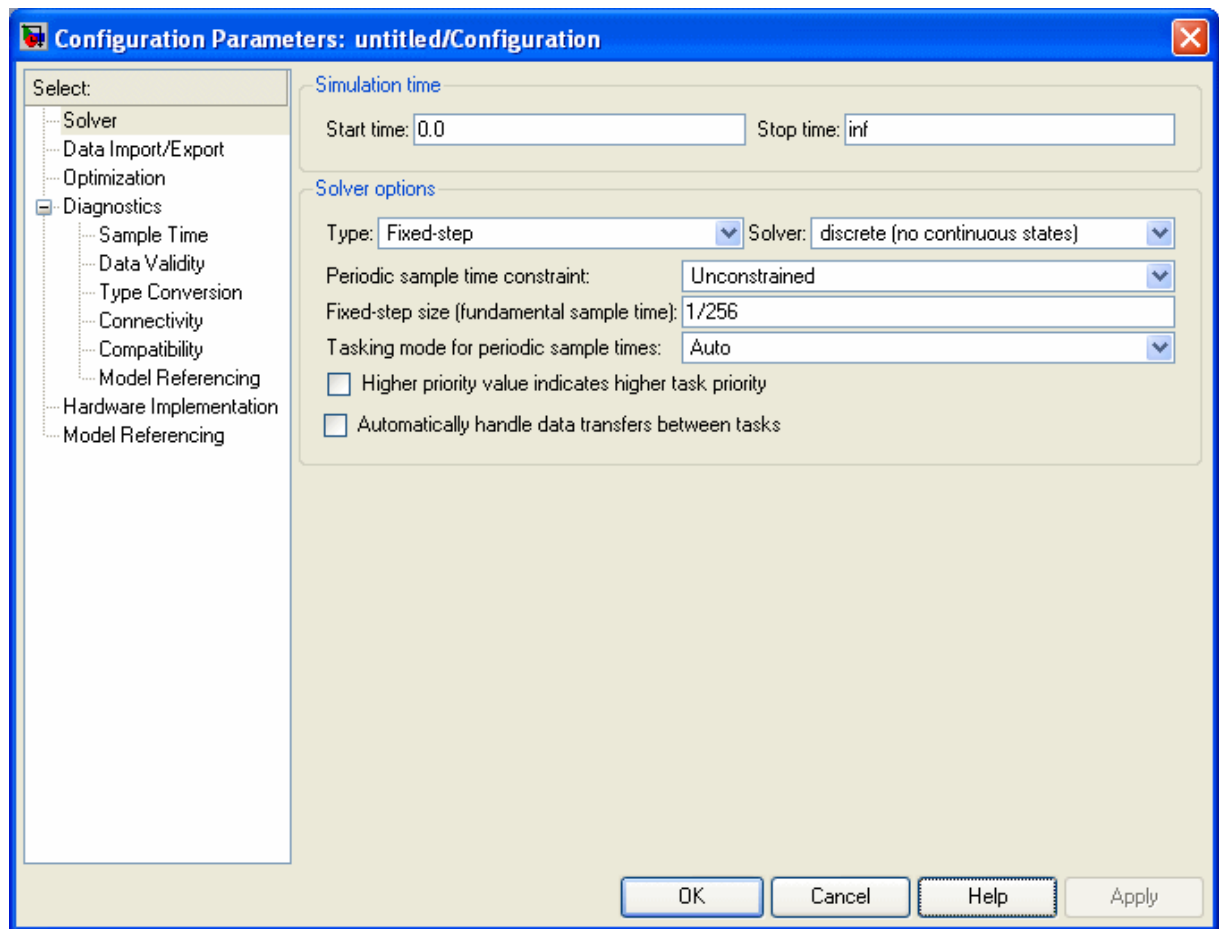 Configuration Parameters: untitled/Configuration
Select:
Solver
Data Import/Export
Optimization
Diagnostics
Sample Time
Data Validity
Type Conversion
Connectivity
Compatibility
Model Referencing
Hardware Implementation
Model Referencing
Simulation time
Start time: 0.0 Stop time: inf
Solver options
Type: Fixed-step Solver: discrete (no continuous states)
Periodic sample time constraint: Unconstrained
Fixed-step size (fundamental sample time): 1/256
Tasking mode for periodic sample times: Auto
Higher priority value indicates higher task priority
Automatically handle data transfers between tasks
OK Cancel Help Apply